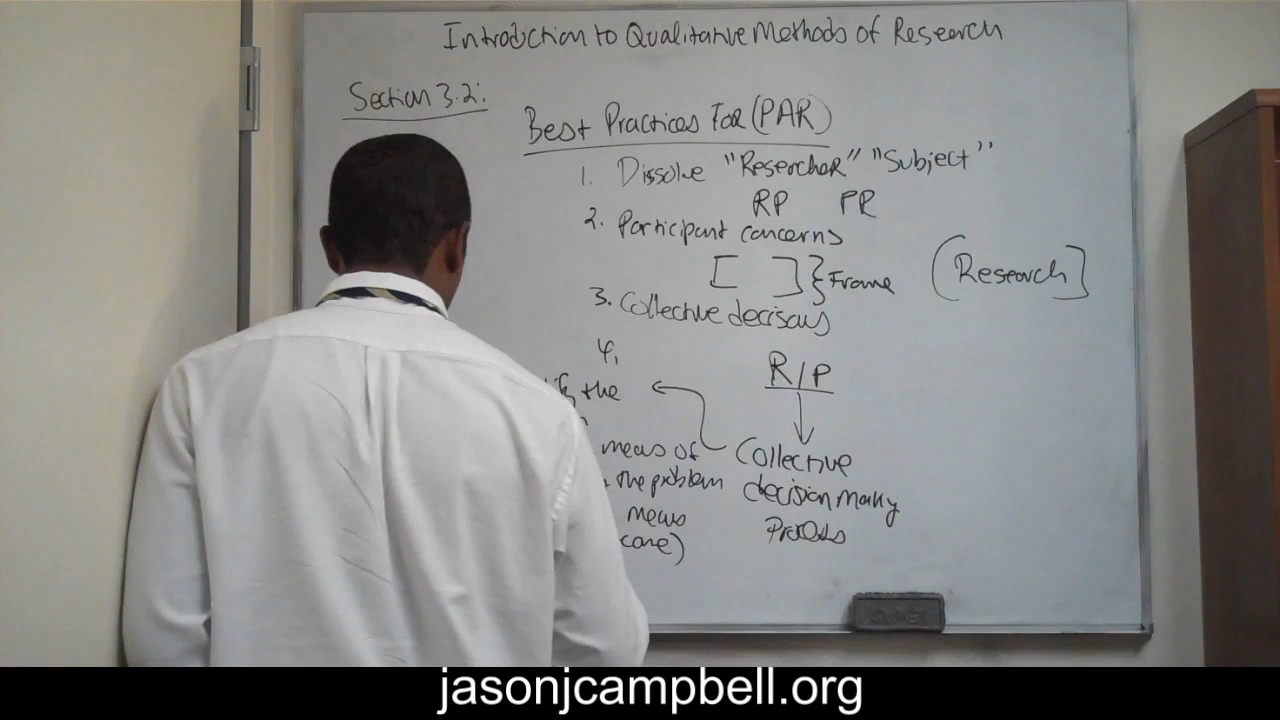 Introduction to Qualitative Methods of Research
Section 3.2:
Best Practices For (PAR)
1. Dissolve "Researcher" "Subject"
RP PR
2. Participant concerns
[ ] } Frame (Research]
3. Collective decisons
4.
R/P
the
means of Collective
the problem decision making
means Process
)
jasonjcampbell.org